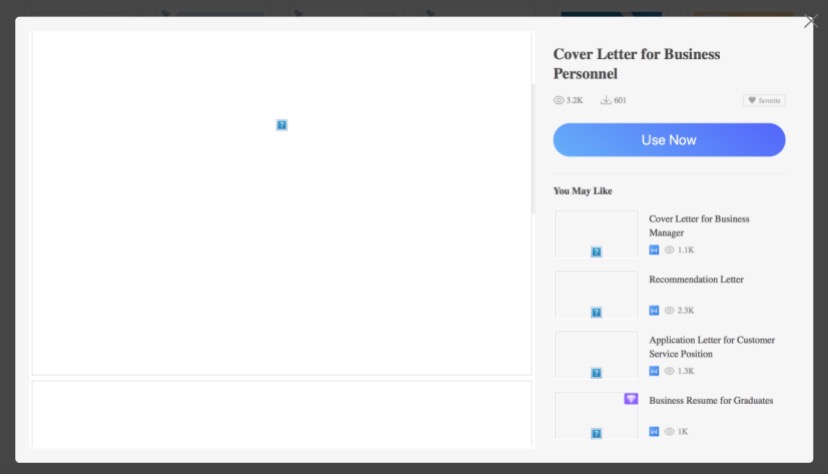 Cover Letter for Business
Personnel
3.2K
601
favorite
Use Now
You May Like
Cover Letter for Business
Manager
1.1K
Recommendation Letter
2.3K
Application Letter for Customer
Service Position
1.3K
Business Resume for Graduates
1K